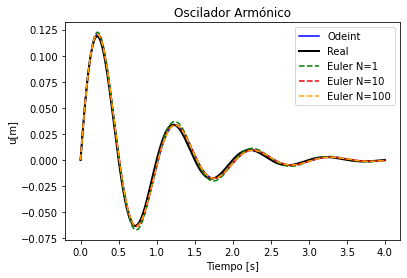 Oscilador Armónico
u[m]
0.125
0.100
0.075
0.050
0.025
0.000
−0.025
−0.050
−0.075
Odeint
Real
Euler N=1
Euler N=10
Euler N=100
0.0 0.5 1.0 1.5 2.0 2.5 3.0 3.5 4.0
Tiempo [s]